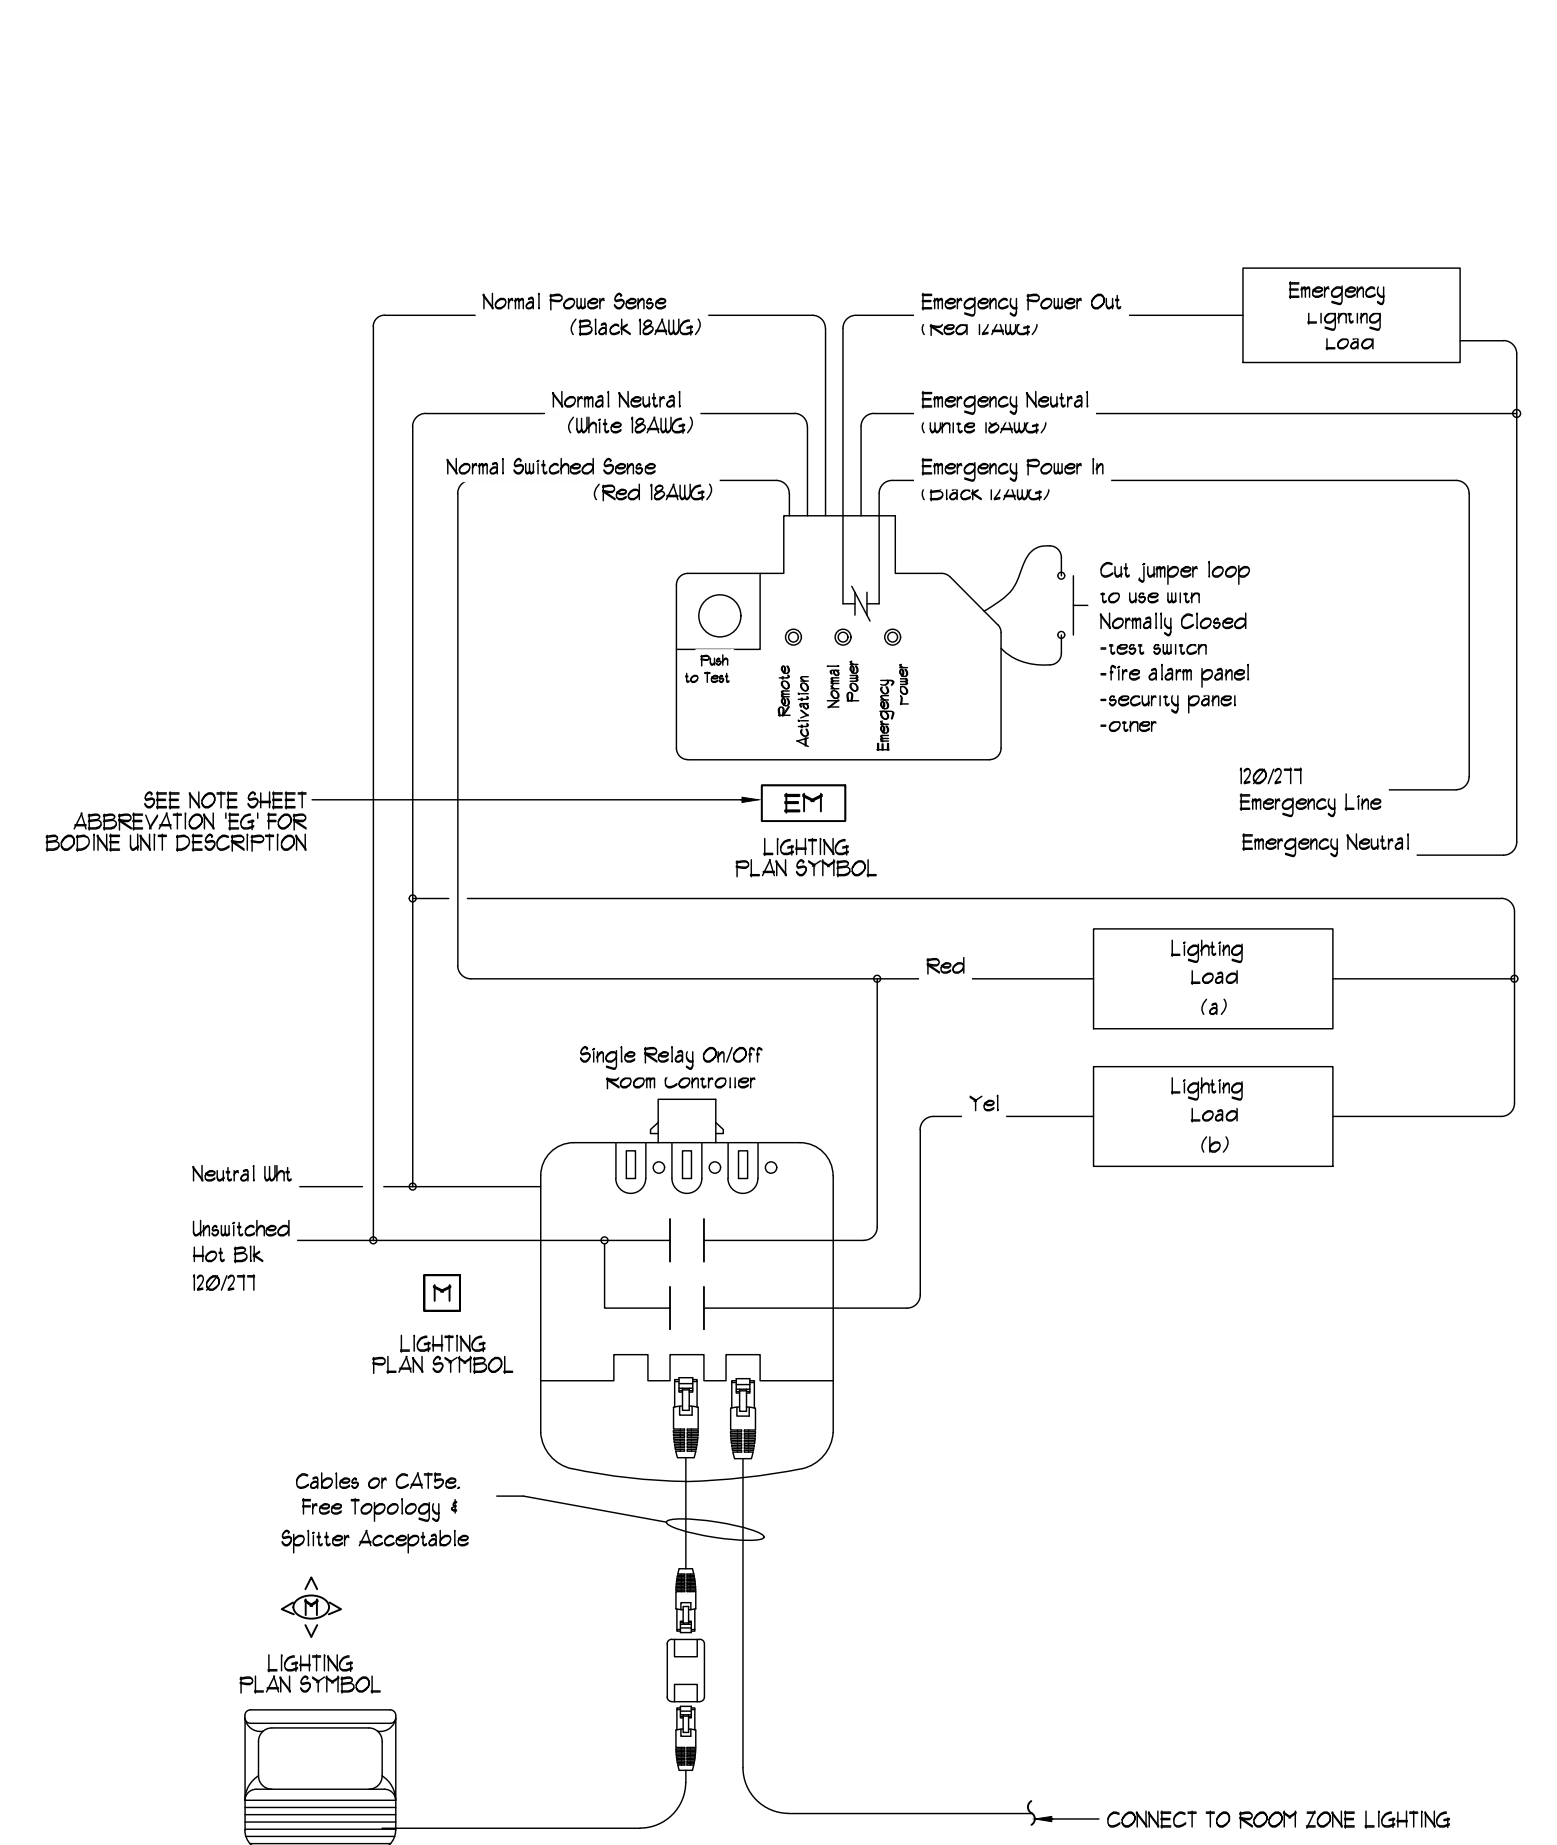 Normal Power Sense
(Black 18AWG)
Emergency Power Out
(Red 12AWG)
Emergency
Lighting
Load
Normal Neutral
(White 18AWG)
Emergency Neutral
(White 18AWG)
Normal Switched Sense
(Red 18AWG)
Emergency Power In
(Black 12AWG)
Cut jumper loop
to use with
Normally Closed
-test switch
-fire alarm panel
-security panel
-other
Push
to Test
Remote
Activation
Normal
Power
Emergency
Power
120/277
Emergency Line
Emergency Neutral
SEE NOTE SHEET
ABBREVATION 'EG' FOR
BODINE UNIT DESCRIPTION
EM
LIGHTING
PLAN SYMBOL
Red
Lighting
Load
(a)
Single Relay On/Off
Room Controller
Yel
Lighting
Load
(b)
Neutral Wht
Unswitched
Hot Blk
120/277
M
LIGHTING
PLAN SYMBOL
Cables or CAT5e.
Free Topology &
Splitter Acceptable
M
LIGHTING
PLAN SYMBOL
CONNECT TO ROOM ZONE LIGHTING